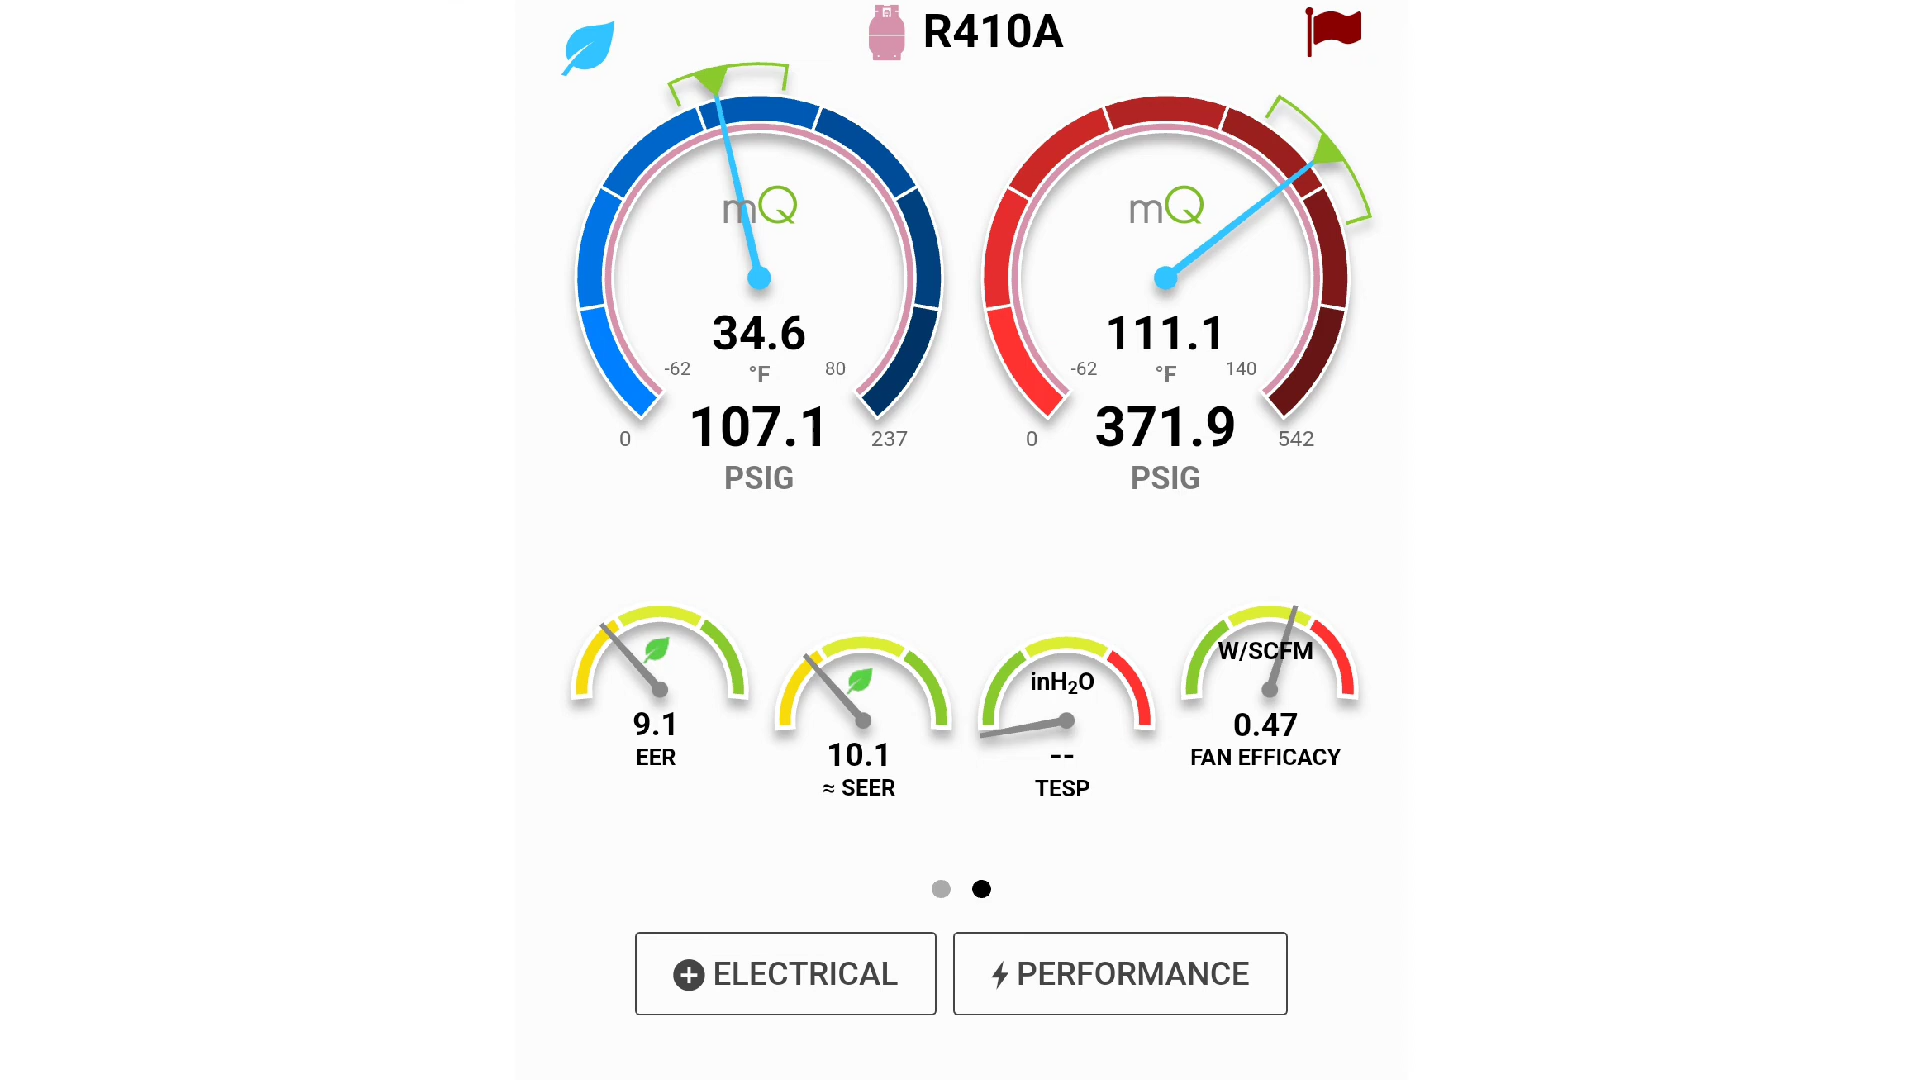 R410A
mQ
mQ
34.6
-62 °F 80
107.1
0 237
PSIG
111.1
-62 °F 140
371.9
0 542
PSIG
9.1
EER
10.1
≈ SEER
inH₂O
--
TESP
W/SCFM
0.47
FAN EFFICACY
ELECTRICAL
PERFORMANCE